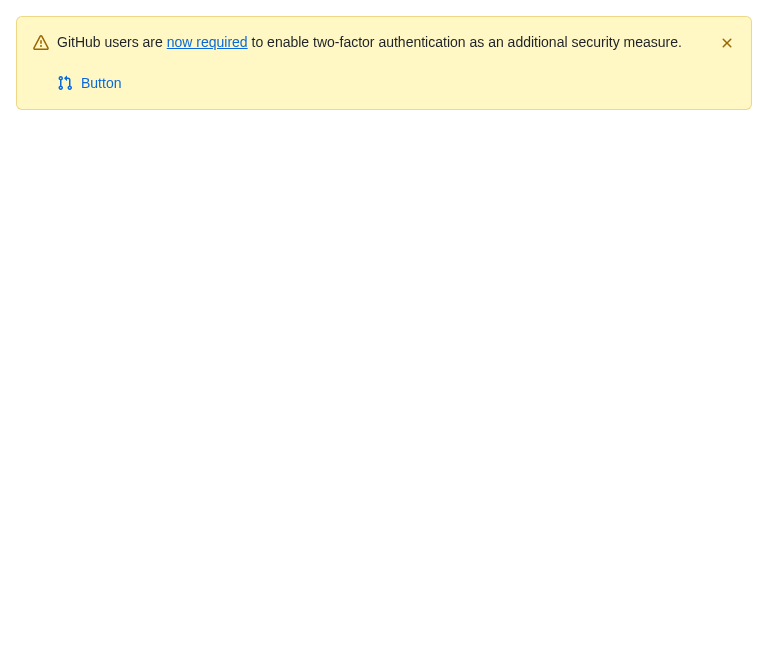 GitHub users are now required to enable two-factor authentication as an additional security measure.
Button